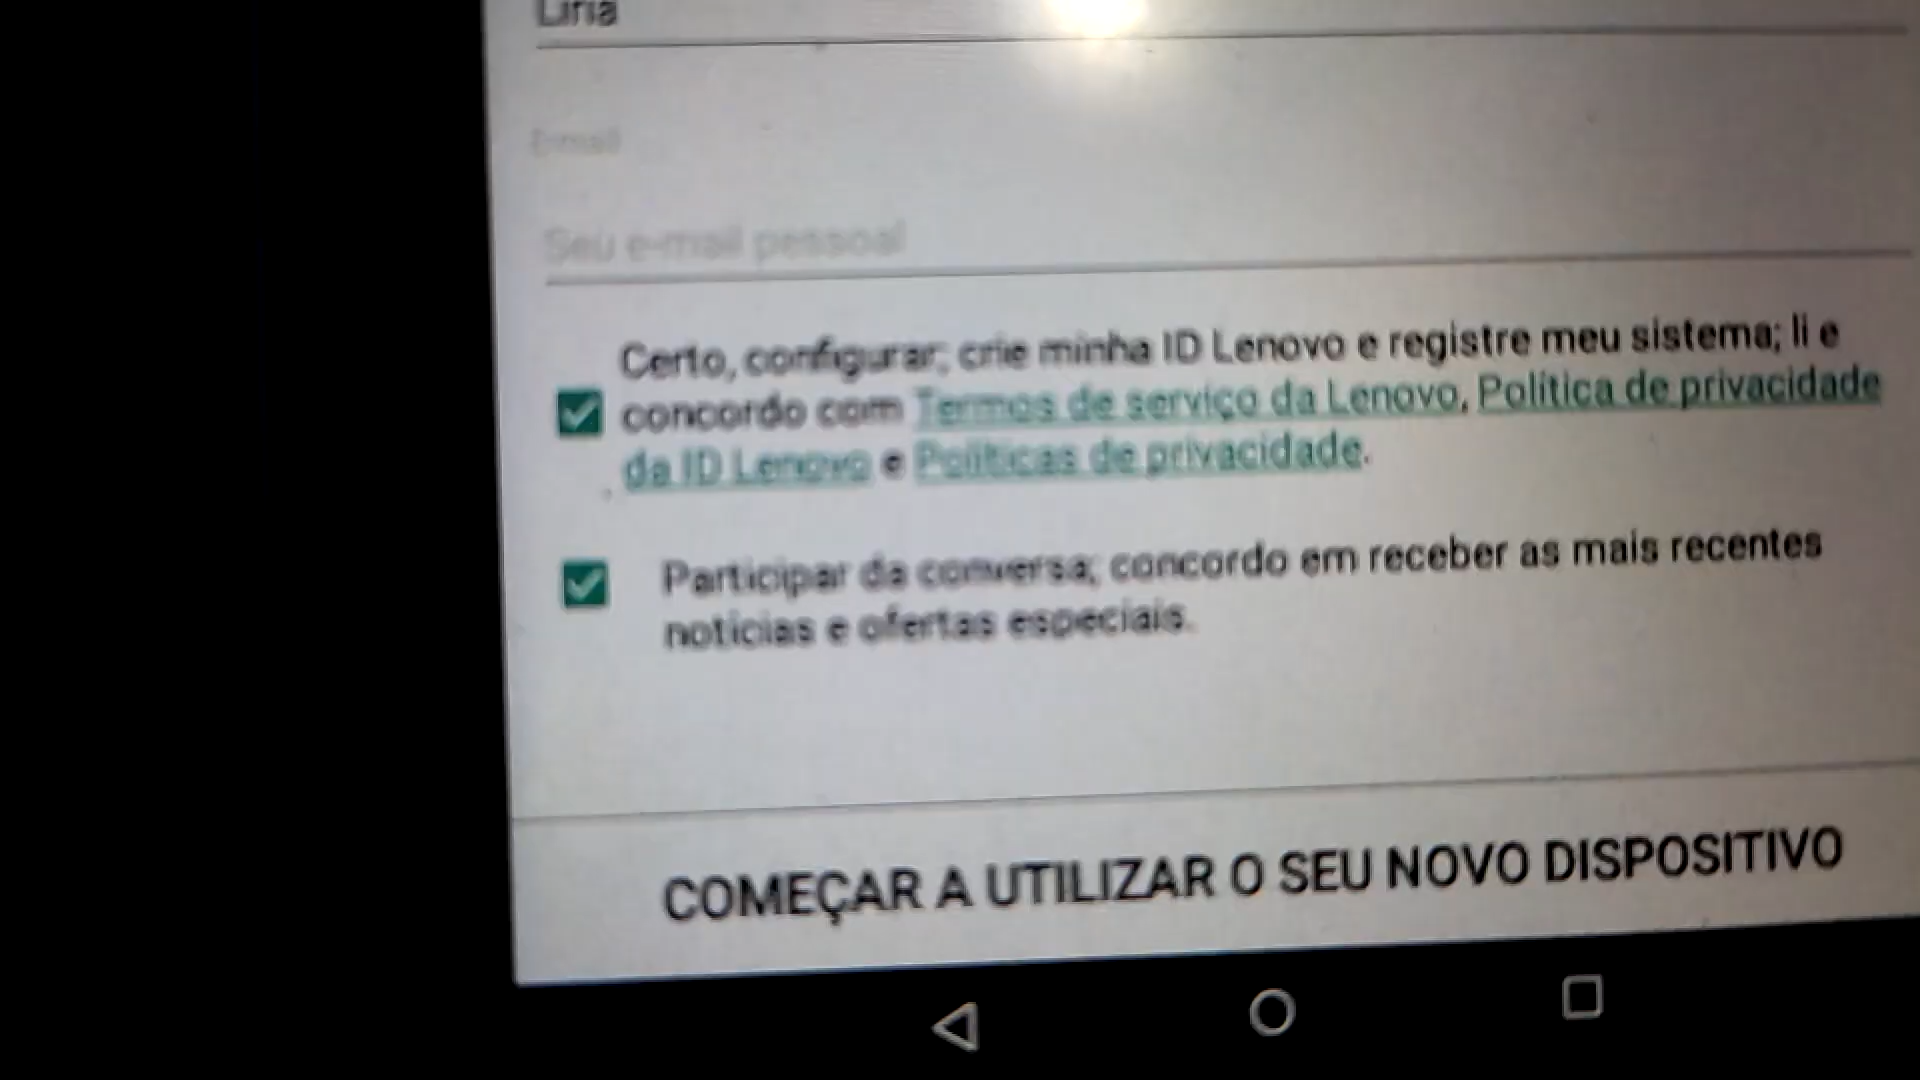 Liria
E-mail
Seu e-mail pessoal
Certo, configurar; crie minha ID Lenovo e registre meu sistema; li e
concordo com Termos de serviço da Lenovo, Política de privacidade
da ID Lenovo e Políticas de privacidade.
Participar da conversa; concordo em receber as mais recentes
notícias e ofertas especiais.
COMEÇAR A UTILIZAR O SEU NOVO DISPOSITIVO